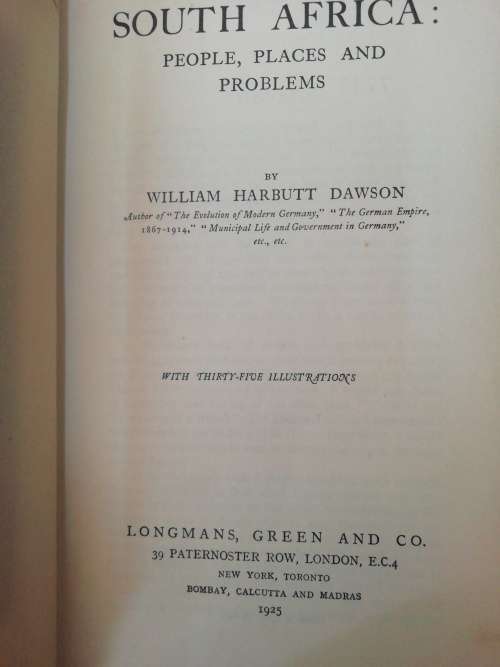 SOUTH AFRICA:
PEOPLE, PLACES AND
PROBLEMS
BY
WILLIAM HARBUTT DAWSON
Author of "The Evolution of Modern Germany," "The German Empire,
1867-1914," "Municipal Life and Government in Germany,"
etc., etc.
WITH THIRTY-FIVE ILLUSTRATIONS
LONGMANS, GREEN AND CO.
39 PATERNOSTER ROW, LONDON, E.C.4
NEW YORK, TORONTO
BOMBAY, CALCUTTA AND MADRAS
1925